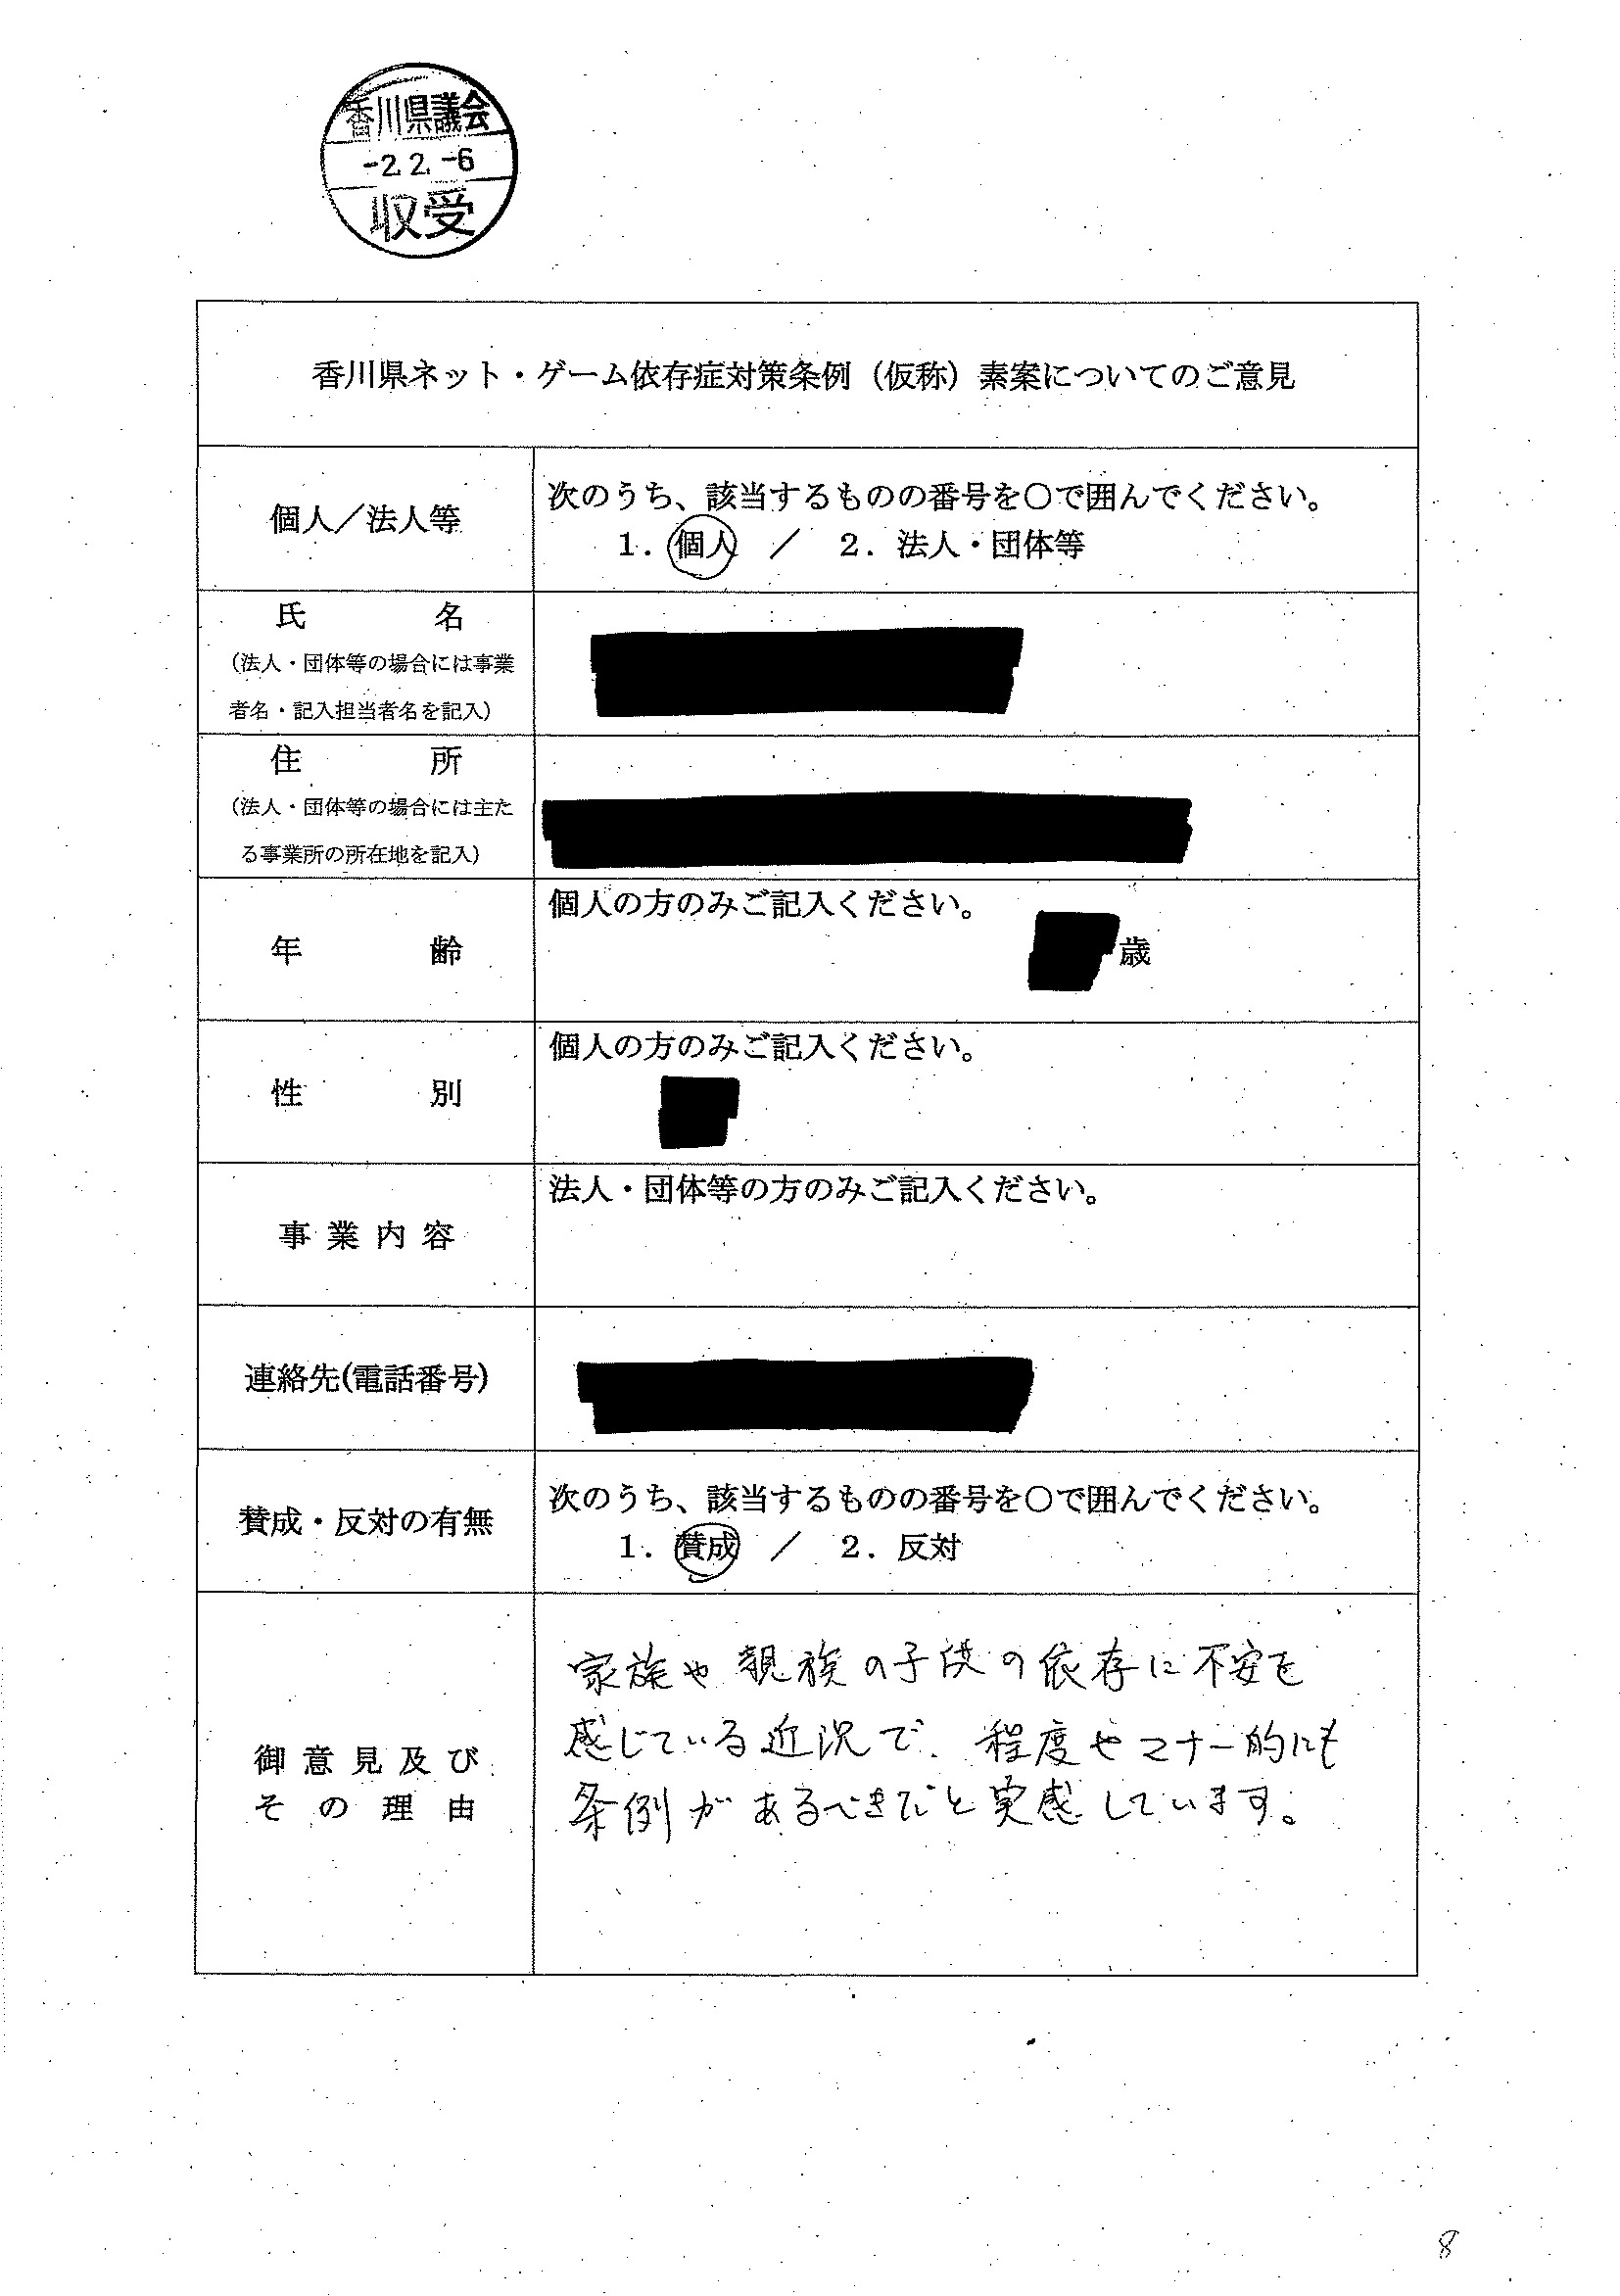 香川県議会
-2.2.-6
収受
香川県ネット・ゲーム依存症対策条例（仮称）素案についてのご意見
個人／法人等
次のうち、該当するものの番号を○で囲んでください。
1. 個人 ／ 2. 法人・団体等
氏名
（法人・団体等の場合には事業
者名・記入担当者名を記入）
住所
（法人・団体等の場合には主た
る事業所の所在地を記入）
年齢
個人の方のみご記入ください。
歳
性別
個人の方のみご記入ください。
事業内容
法人・団体等の方のみご記入ください。
連絡先(電話番号)
賛成・反対の有無
次のうち、該当するものの番号を○で囲んでください。
1. 賛成 ／ 2. 反対
御意見及び
その理由
家族や親族の子供の依存に不安を
感じている近況で、程度やマナー的にも
条例があるべきだと実感しています。
8